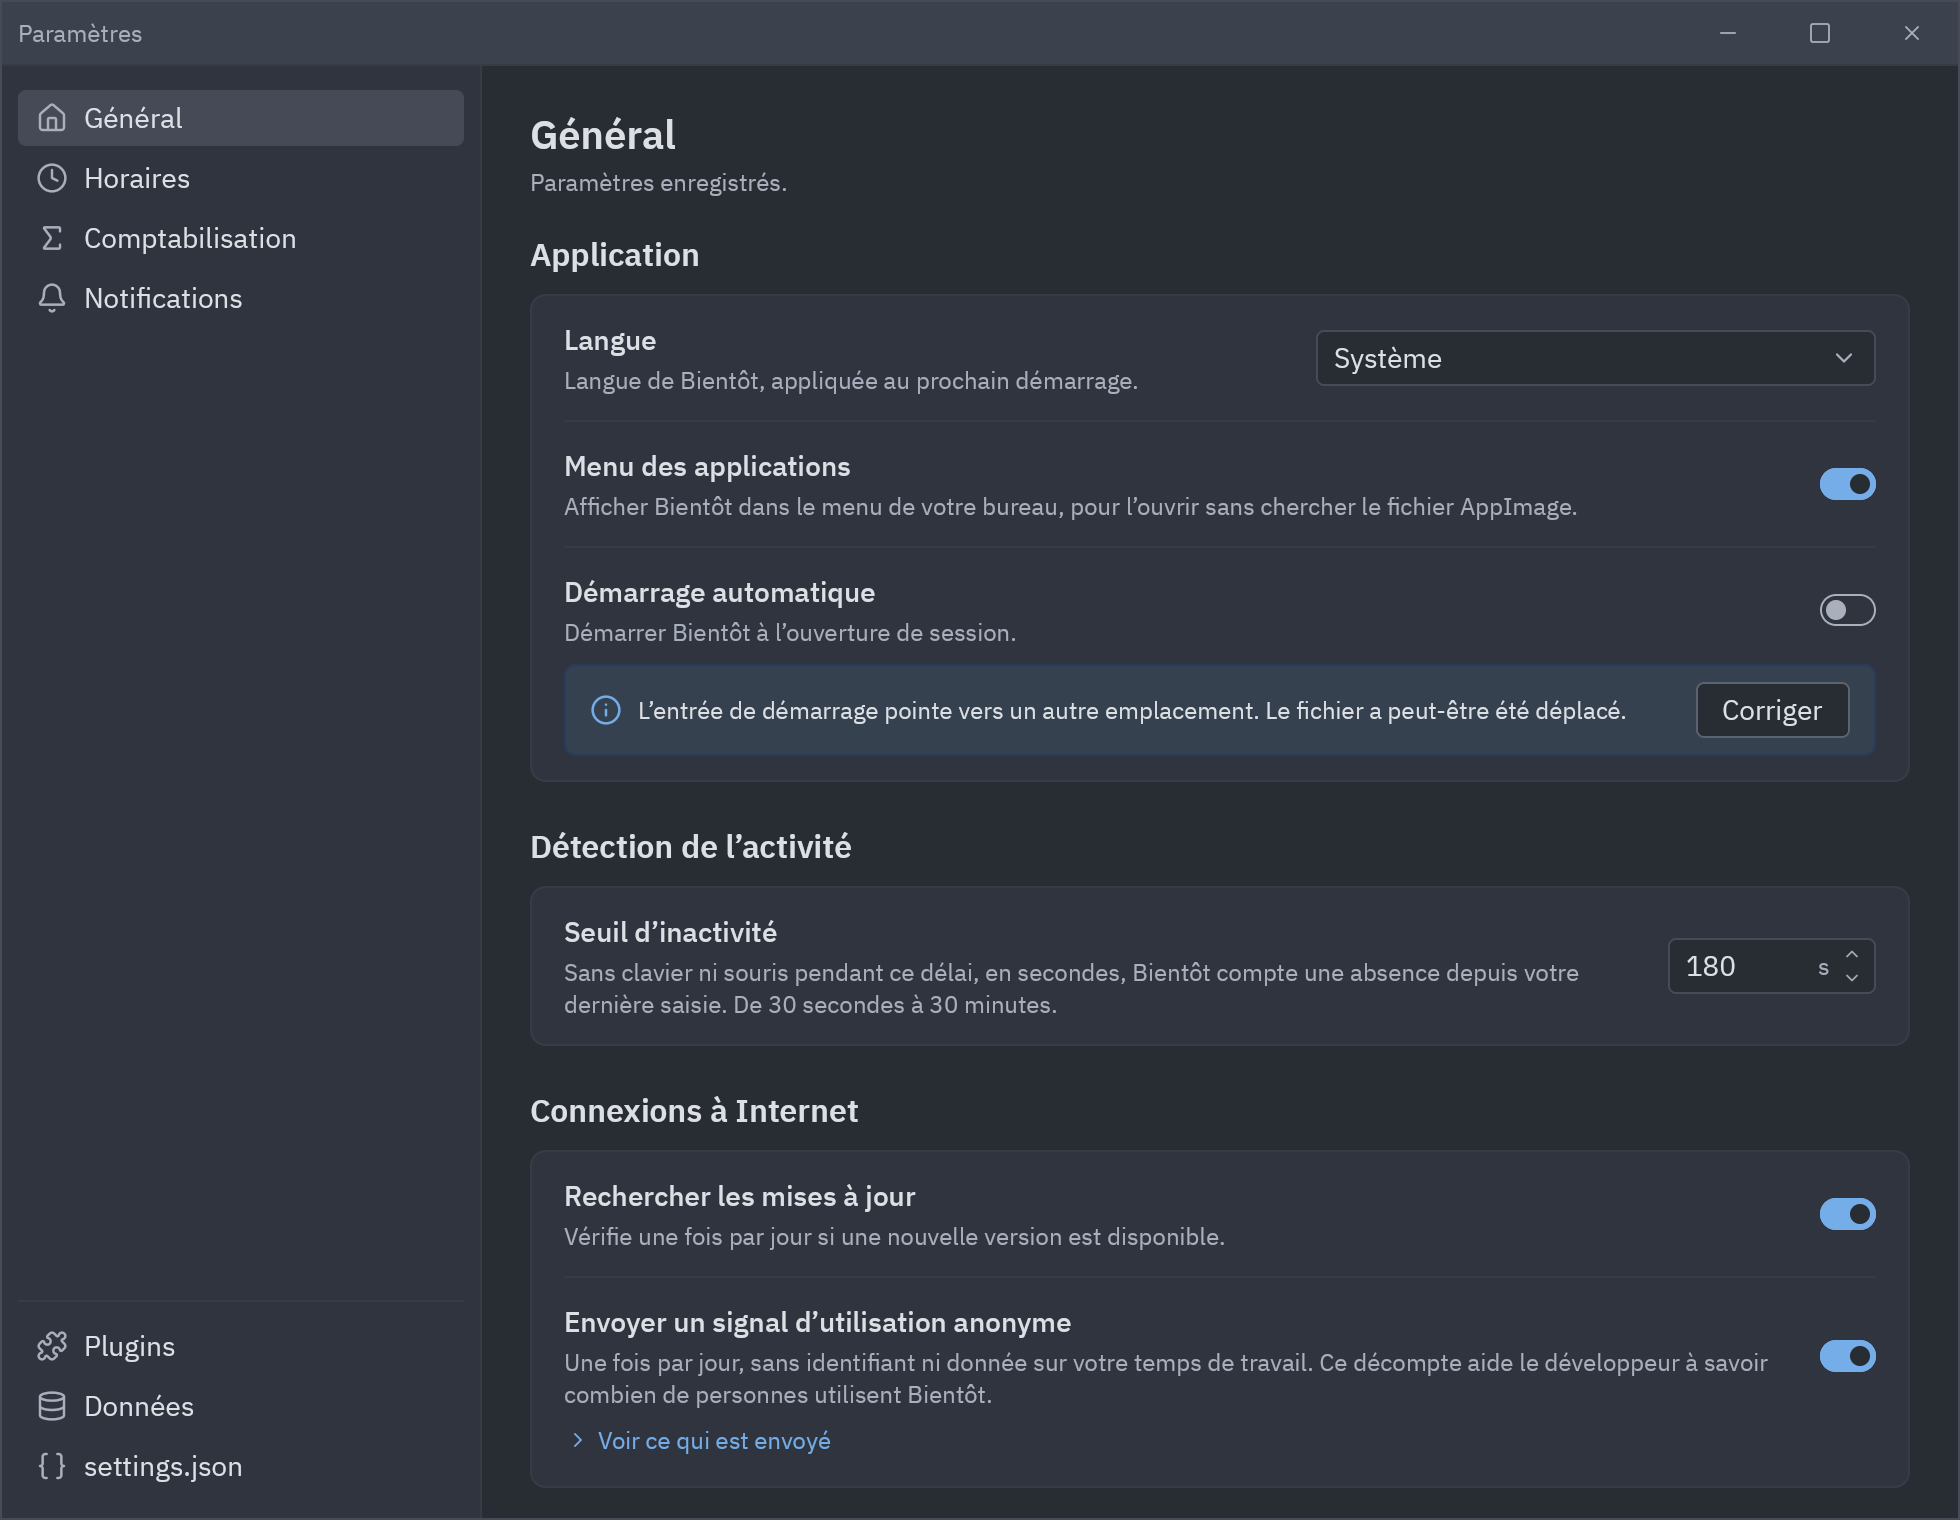 Paramètres
Général
Horaires
Comptabilisation
Notifications
Plugins
Données
settings.json
Général
Paramètres enregistrés.
Application
Langue
Langue de Bientôt, appliquée au prochain démarrage.
Système
Menu des applications
Afficher Bientôt dans le menu de votre bureau, pour l’ouvrir sans chercher le fichier AppImage.
Démarrage automatique
Démarrer Bientôt à l’ouverture de session.
L’entrée de démarrage pointe vers un autre emplacement. Le fichier a peut-être été déplacé.
Corriger
Détection de l’activité
Seuil d’inactivité
Sans clavier ni souris pendant ce délai, en secondes, Bientôt compte une absence depuis votre
dernière saisie. De 30 secondes à 30 minutes.
180 s
Connexions à Internet
Rechercher les mises à jour
Vérifie une fois par jour si une nouvelle version est disponible.
Envoyer un signal d’utilisation anonyme
Une fois par jour, sans identifiant ni donnée sur votre temps de travail. Ce décompte aide le développeur à savoir
combien de personnes utilisent Bientôt.
Voir ce qui est envoyé